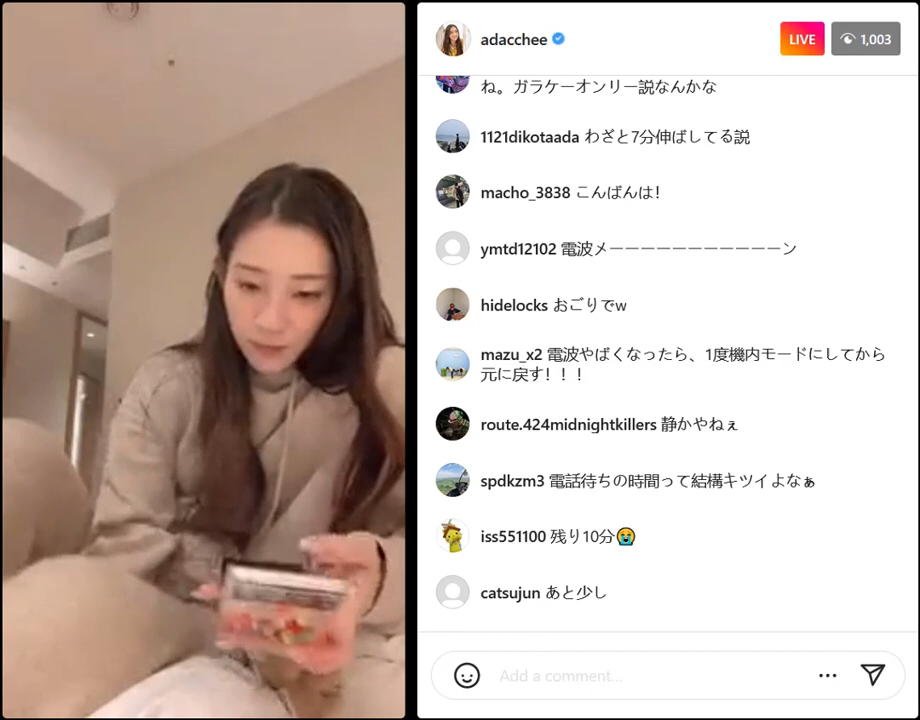 adacchee
LIVE
1,003
ね。ガラケーオンリー説なんかな
1121dikotaada わざと7分伸ばしてる説
macho_3838 こんばんは!
ymtd12102 電波メーーーーーーーーーーーン
hidelocks おごりでw
mazu_x2 電波やばくなったら、1度機内モードにしてから
元に戻す！！！
route.424midnightkillers 静かやねぇ
spdkzm3 電話待ちの時間って結構キツイよなぁ
iss551100 残り10分😭
catsujun あと少し
Add a comment...